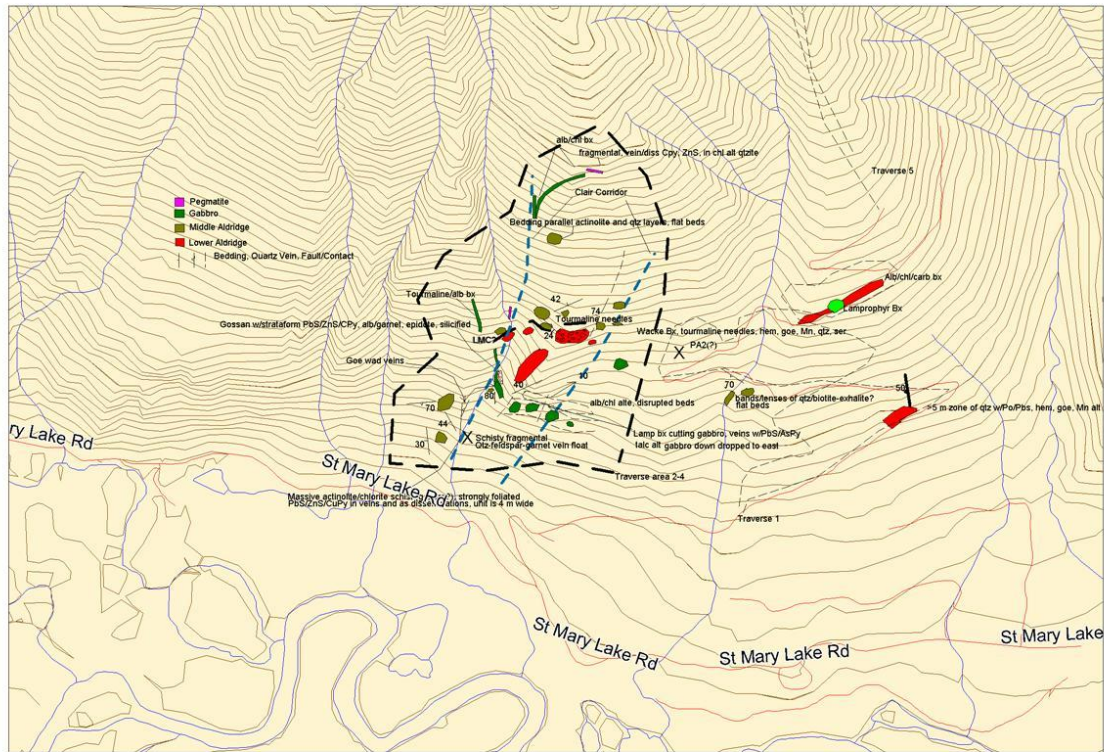 alb/chl bx
fragmental, vein/diss Cpy, ZnS, in chl alt qtzite
Traverse 5
Clair Corridor
Pegmatite
Gabbro
Middle Aldridge
Lower Aldridge
Bedding, Quartz Vein, Fault/Contact
Bedding parallel actinolite and qtz layers, flat beds
Alb/chl/carb bx
Tourmaline/alb bx
42
74
Lamprophyr Bx
Tourmaline needles
Gossan w/strataform PbS/ZnS/CPy, alb/garnet, epidate, silicified
24
Wacke Bx, tourmaline needles, hem, goe, Mn, qtz, ser
LMC
PA2(?)
Goe wad veins
40
10
70
50
80
bands/lenses of qtz/biotite-exhalite?
flat beds
alb/chl alte, disrupted beds
70
>5 m zone of qtz w/Po/Pbs, hem, goe, Mn alt
44
30
Schisty fragmental
Qtz-feldspar-garnet vein float
Lamp bx cutting gabbro, veins w/PbS/AsPy
talc alt gabbro down dropped to east
ry Lake Rd
St Mary Lake Rd
Traverse area 2-4
Massive actinolite/chlorite strongly foliated
PbS/ZnS/CuPy in veins and as unit is 4 m wide
Traverse 1
St Mary Lake Rd
St Mary Lake Rd
St Mary Lake